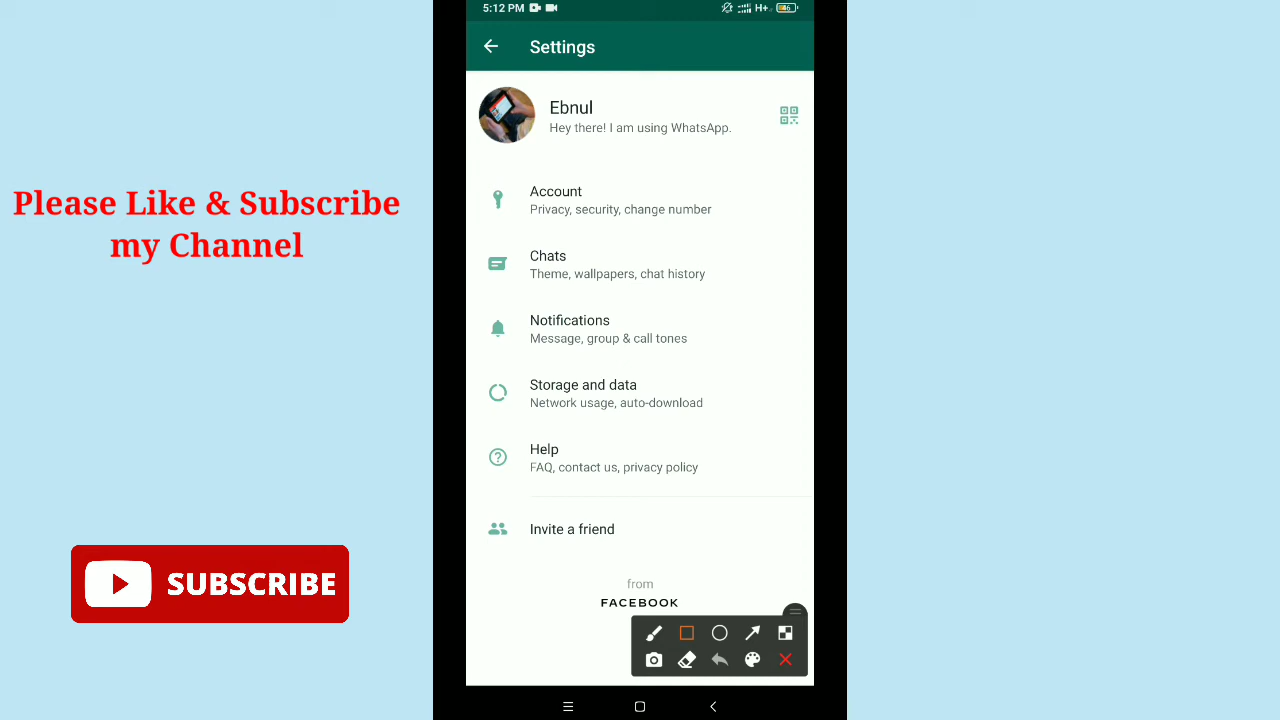 5:12 PM
H+
Settings
Ebnul
Hey there! I am using WhatsApp.
Account
Privacy, security, change number
Chats
Theme, wallpapers, chat history
Notifications
Message, group & call tones
Storage and data
Network usage, auto-download
Help
FAQ, contact us, privacy policy
Invite a friend
from
FACEBOOK
Please Like & Subscribe
my Channel
SUBSCRIBE